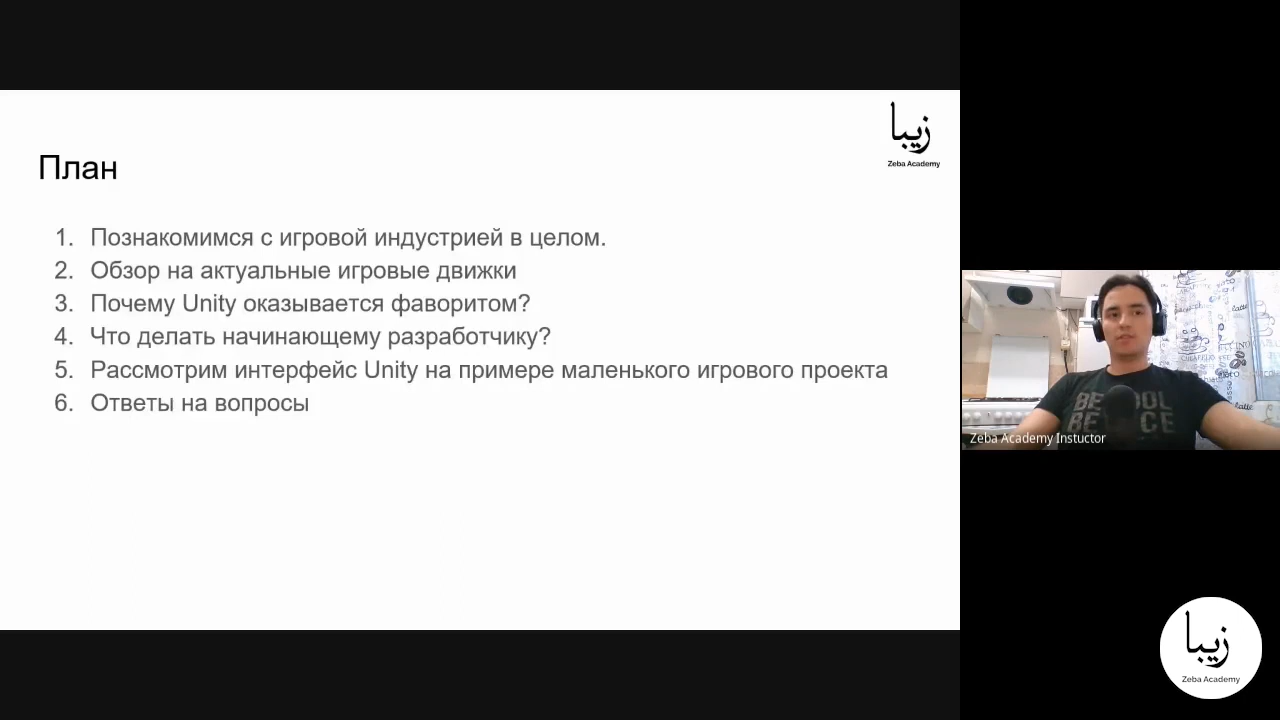 زيبا
Zeba Academy
План
1. Познакомимся с игровой индустрией в целом.
2. Обзор на актуальные игровые движки
3. Почему Unity оказывается фаворитом?
4. Что делать начинающему разработчику?
5. Рассмотрим интерфейс Unity на примере маленького игрового проекта
6. Ответы на вопросы
Zeba Academy Instuctor
زيبا
Zeba Academy